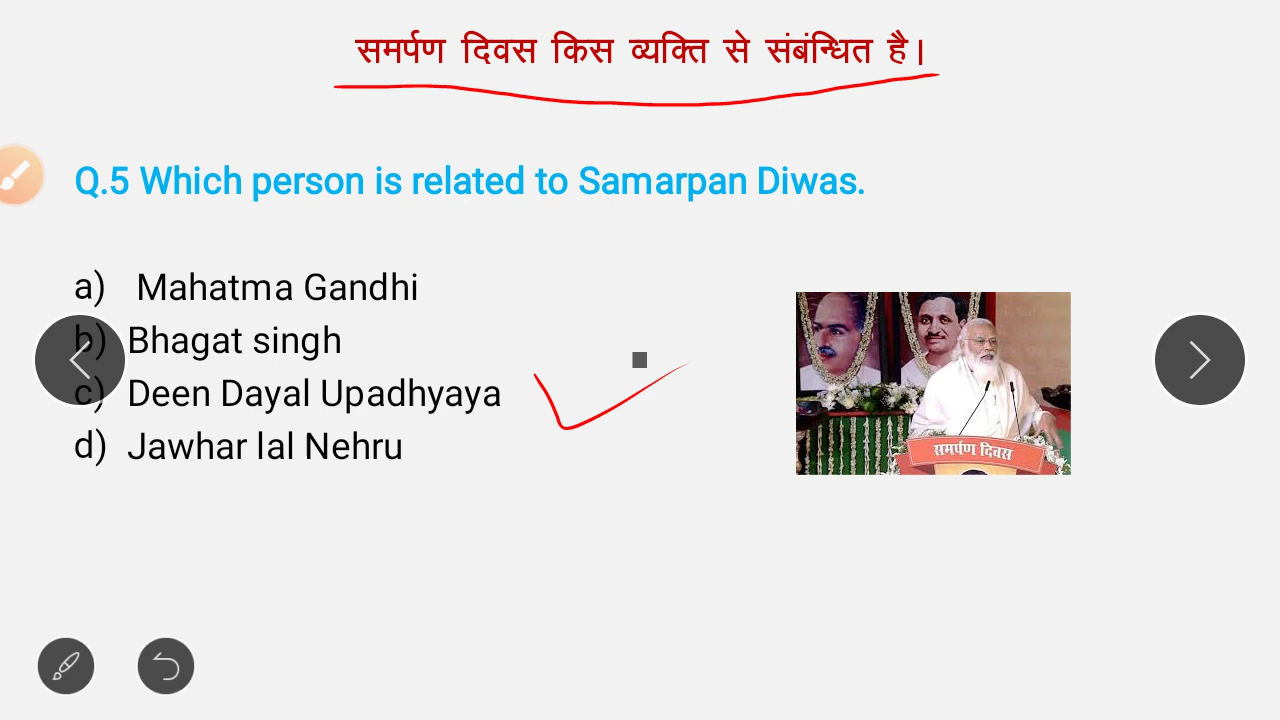 समर्पण दिवस किस व्यक्ति से संबंन्धित है।
Q.5 Which person is related to Samarpan Diwas.
a) Mahatma Gandhi
b) Bhagat singh
c) Deen Dayal Upadhyaya
d) Jawhar lal Nehru
समर्पण दिवस